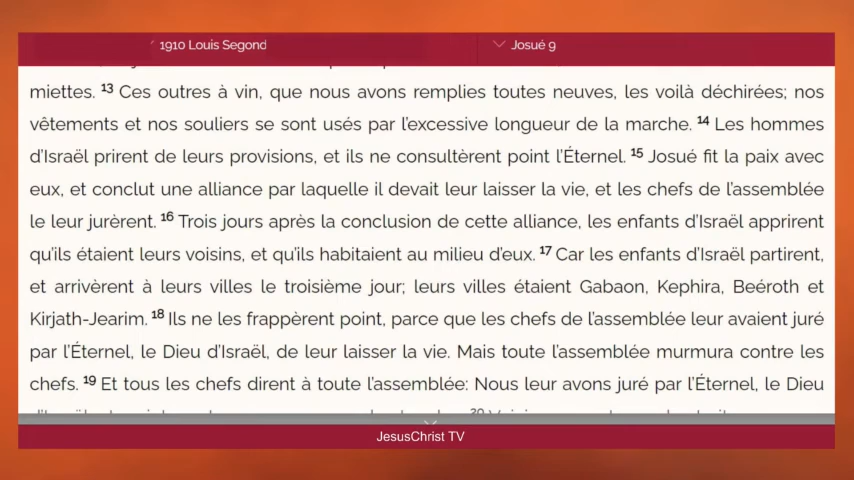 1910 Louis Segond
Josué 9
miettes. 13 Ces outres à vin, que nous avons remplies toutes neuves, les voilà déchirées; nos
vêtements et nos souliers se sont usés par l'excessive longueur de la marche. 14 Les hommes
d'Israël prirent de leurs provisions, et ils ne consultèrent point l'Éternel. 15 Josué fit la paix avec
eux, et conclut une alliance par laquelle il devait leur laisser la vie, et les chefs de l'assemblée
le leur jurèrent. 16 Trois jours après la conclusion de cette alliance, les enfants d'Israël apprirent
qu'ils étaient leurs voisins, et qu'ils habitaient au milieu d'eux. 17 Car les enfants d'Israël partirent,
et arrivèrent à leurs villes le troisième jour; leurs villes étaient Gabaon, Kephira, Beéroth et
Kirjath-Jearim. 18 Ils ne les frappèrent point, parce que les chefs de l'assemblée leur avaient juré
par l'Éternel, le Dieu d'Israël, de leur laisser la vie. Mais toute l'assemblée murmura contre les
chefs. 19 Et tous les chefs dirent à toute l'assemblée: Nous leur avons juré par l'Éternel, le Dieu
JesusChrist TV